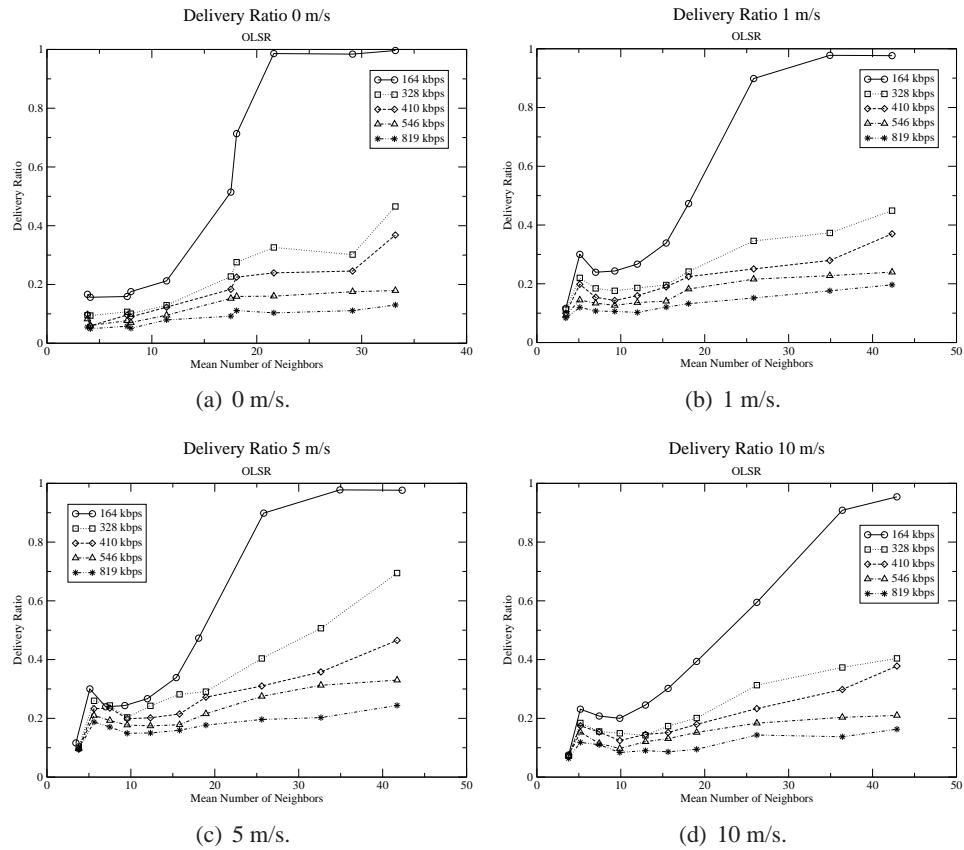 Delivery Ratio 0 m/s
OLSR
1
0.8
0.6
0.4
0.2
0
Delivery Ratio
164 kbps
328 kbps
410 kbps
546 kbps
819 kbps
0 10 20 30 40
Mean Number of Neighbors
(a) 0 m/s.
Delivery Ratio 1 m/s
OLSR
1
0.8
0.6
0.4
0.2
0
Delivery Ratio
164 kbps
328 kbps
410 kbps
546 kbps
819 kbps
0 10 20 30 40 50
Mean Number of Neighbors
(b) 1 m/s.
Delivery Ratio 5 m/s
OLSR
1
0.8
0.6
0.4
0.2
0
Delivery Ratio
164 kbps
328 kbps
410 kbps
546 kbps
819 kbps
0 10 20 30 40 50
Mean Number of Neighbors
(c) 5 m/s.
Delivery Ratio 10 m/s
OLSR
1
0.8
0.6
0.4
0.2
0
Delivery Ratio
164 kbps
328 kbps
410 kbps
546 kbps
819 kbps
0 10 20 30 40 50
Mean Number of Neighbors
(d) 10 m/s.